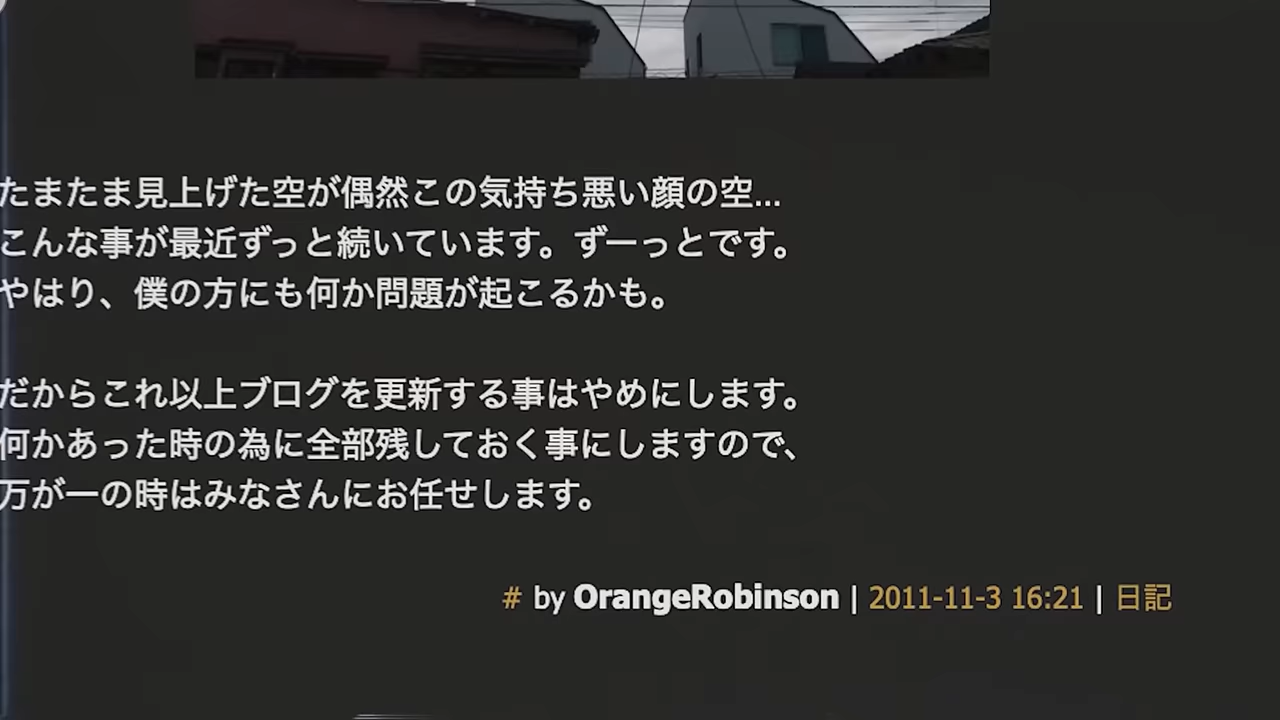 たまたま見上げた空が偶然この気持ち悪い顔の空...
こんな事が最近ずっと続いています。ずーっとです。
やはり、僕の方にも何か問題が起こるかも。
だからこれ以上ブログを更新する事はやめにします。
何かあった時の為に全部残しておく事にしますので、
万が一の時はみなさんにお任せします。
# by OrangeRobinson | 2011-11-3 16:21 | 日記